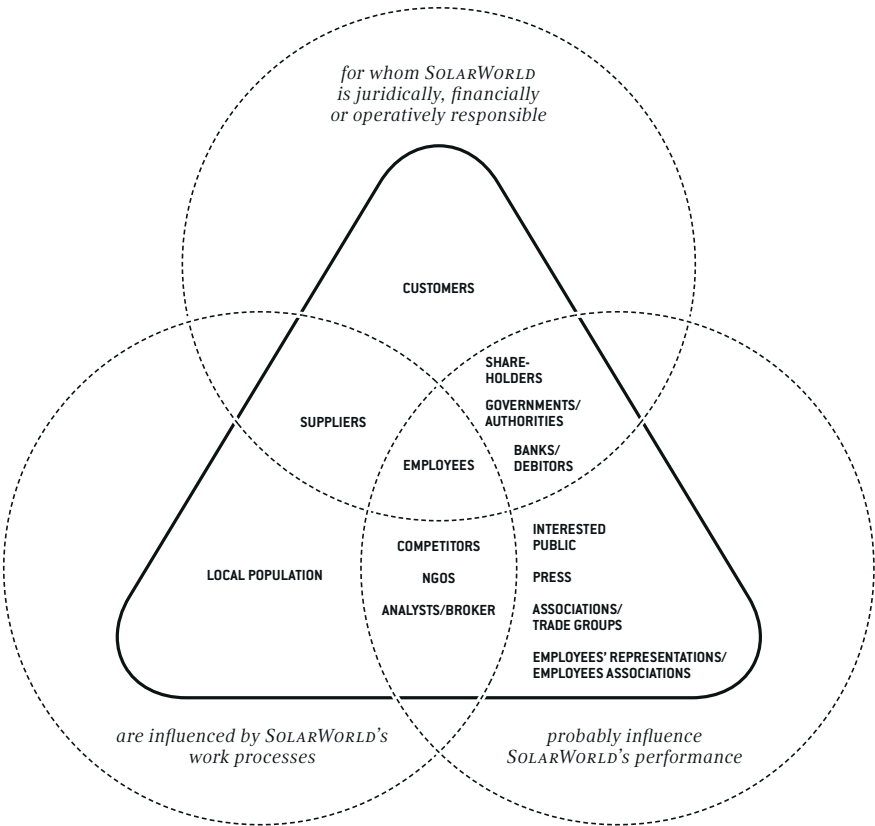 for whom SOLARWORLD
is juridically, financially
or operatively responsible
CUSTOMERS
SHARE-
HOLDERS
GOVERNMENTS/
AUTHORITIES
SUPPLIERS
BANKS/
DEBITORS
EMPLOYEES
INTERESTED
PUBLIC
COMPETITORS
LOCAL POPULATION
NGOS
PRESS
ANALYSTS/BROKER
ASSOCIATIONS/
TRADE GROUPS
EMPLOYEES' REPRESENTATIONS/
EMPLOYEES ASSOCIATIONS
are influenced by SOLARWORLD'S
work processes
probably influence
SOLARWORLD'S performance